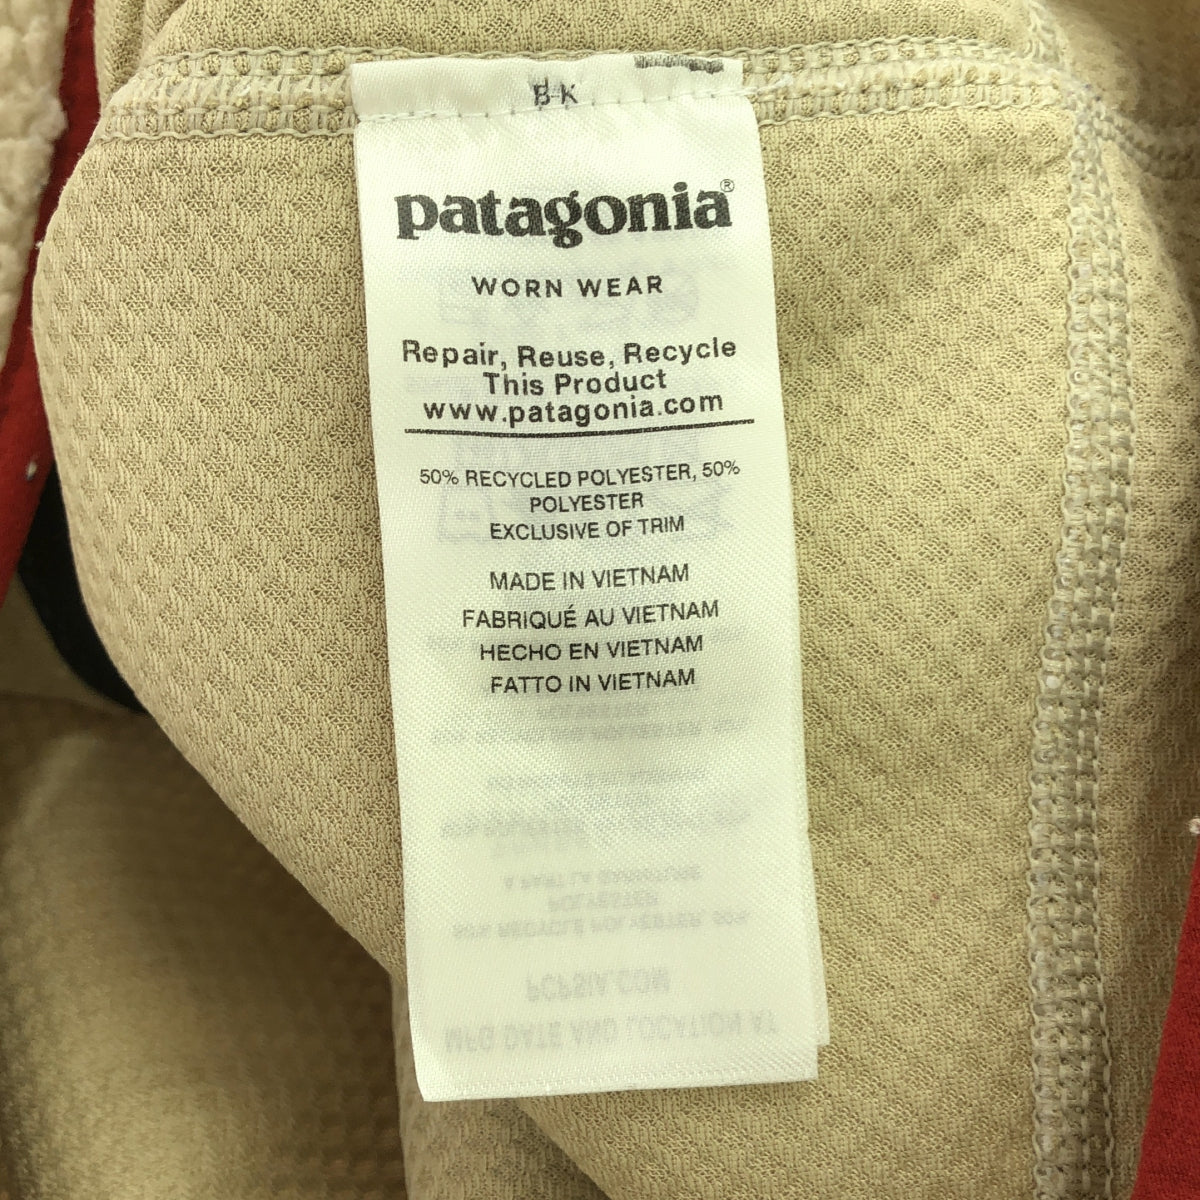 B-K
patagonia®
WORN WEAR
Repair, Reuse, Recycle
This Product
www.patagonia.com
50% RECYCLED POLYESTER, 50%
POLYESTER
EXCLUSIVE OF TRIM
MADE IN VIETNAM
FABRIQUÉ AU VIETNAM
HECHO EN VIETNAM
FATTO IN VIETNAM